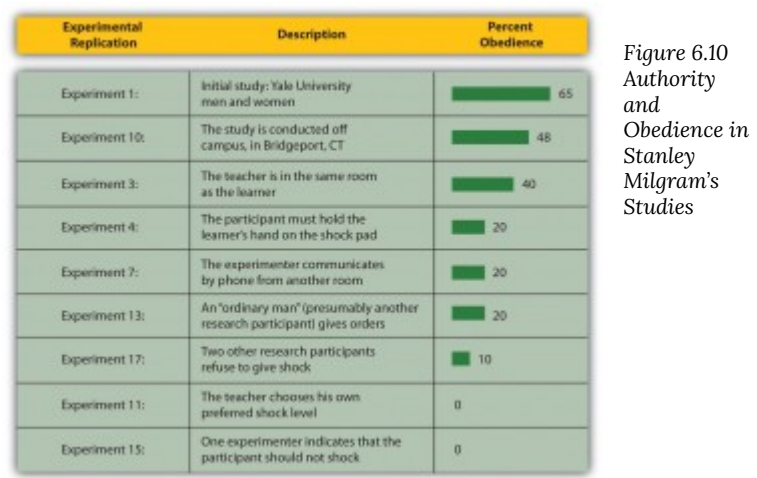 Experimental
Replication
Description
Percent
Obedience
Experiment 1:
Initial study: Yale University
men and women
65
Experiment 10:
The study is conducted off
campus, in Bridgeport, CT
48
Experiment 3:
The teacher is in the same room
as the learner
40
Experiment 4:
The participant must hold the
learner's hand on the shock pad
20
Experiment 7:
The experimenter communicates
by phone from another room
20
Experiment 13:
An "ordinary man" (presumably another
research participant) gives orders
20
Experiment 17:
Two other research participants
refuse to give shock
10
Experiment 11:
The teacher chooses his own
preferred shock level
0
Experiment 15:
One experimenter indicates that the
participant should not shock
0
Figure 6.10
Authority
and
Obedience in
Stanley
Milgram's
Studies